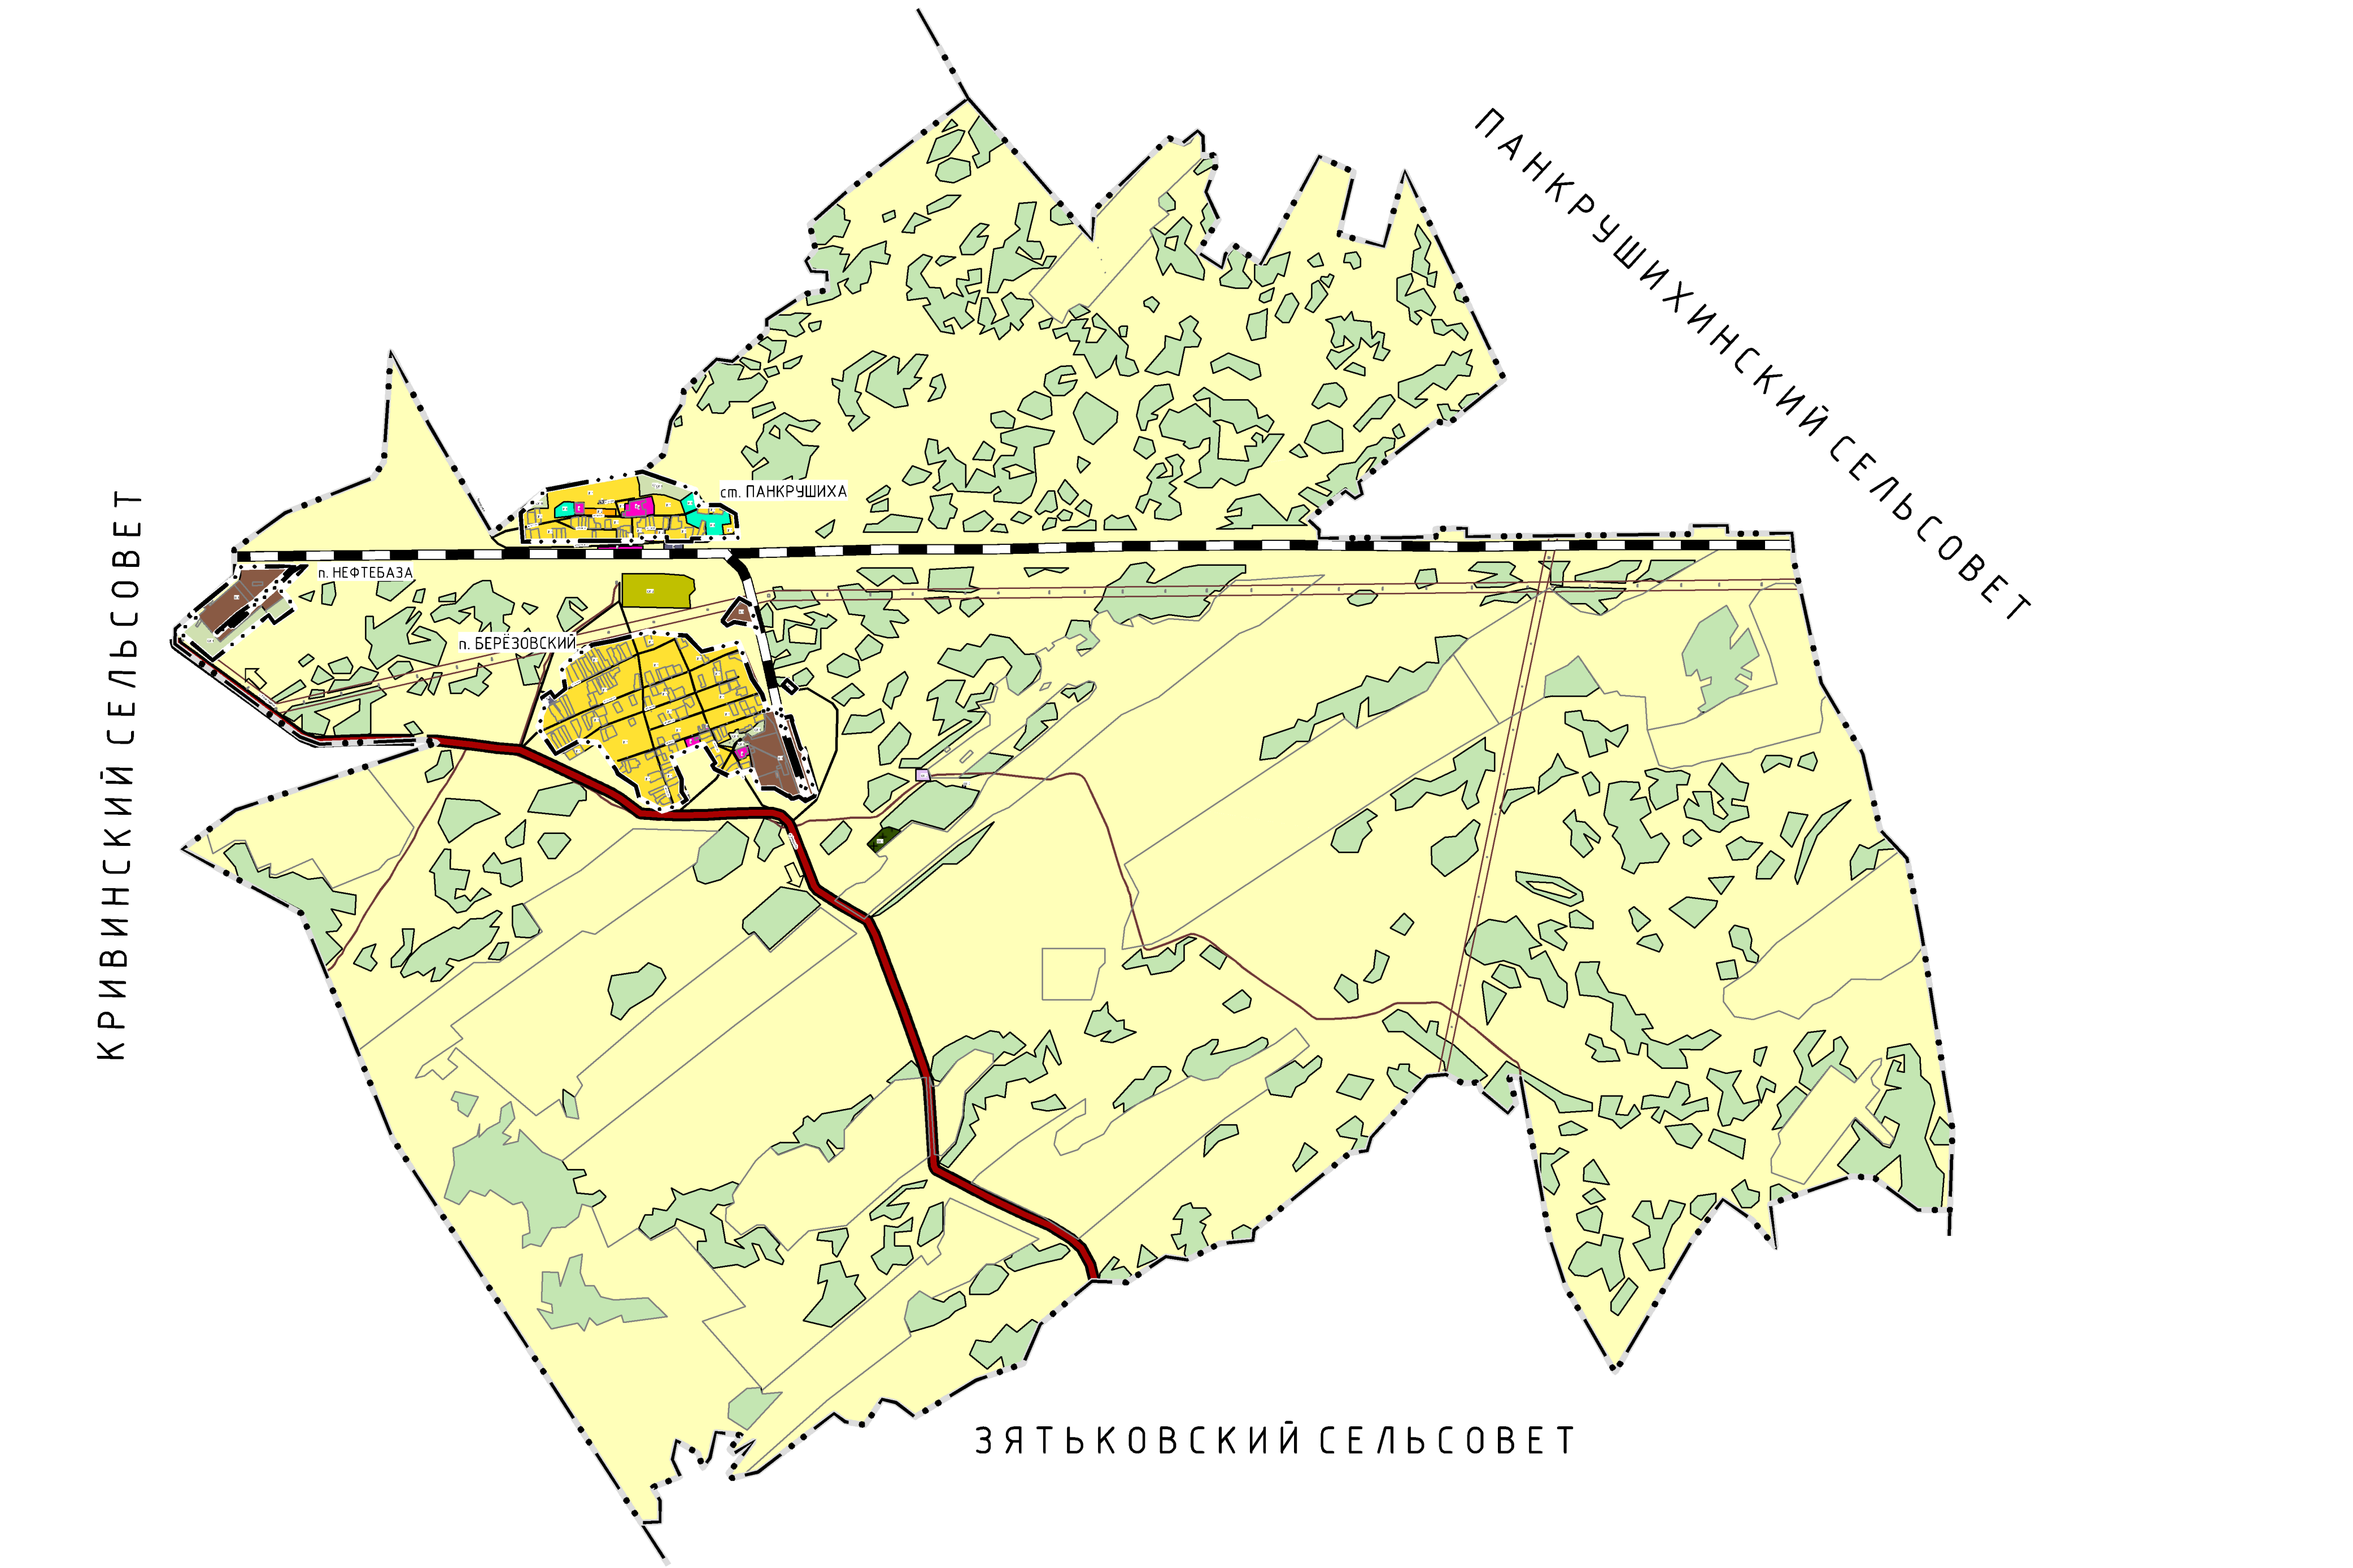 ПАНКРУШИХИНСКИЙ СЕЛЬСОВЕТ
ст. ПАНКРУШИХА
п. НЕФТЕБАЗА
п. БЕРЁЗОВСКИЙ
КРИВИНСКИЙ СЕЛЬСОВЕТ
ЗЯТЬКОВСКИЙ СЕЛЬСОВЕТ